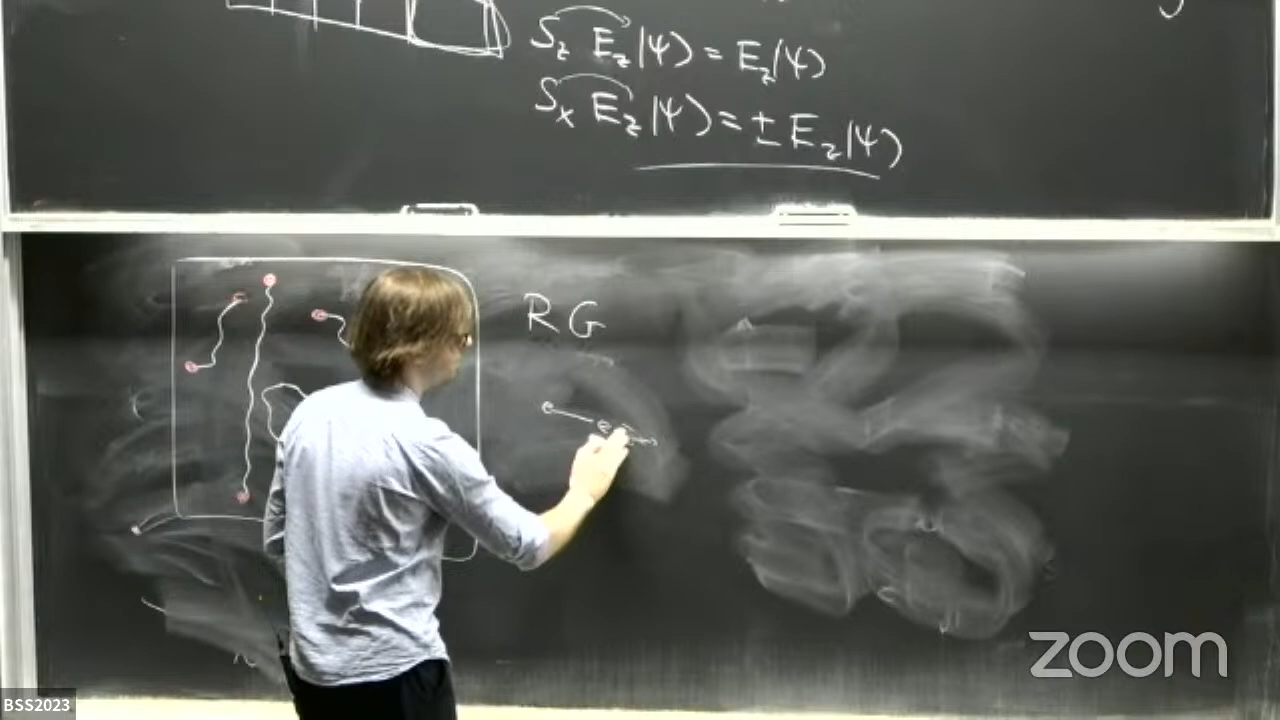 S_z E_z|ψ⟩ = E_z|ψ⟩
S_x E_z|ψ⟩ = ± E_z|ψ⟩
RG
e e
zoom
BSS2023